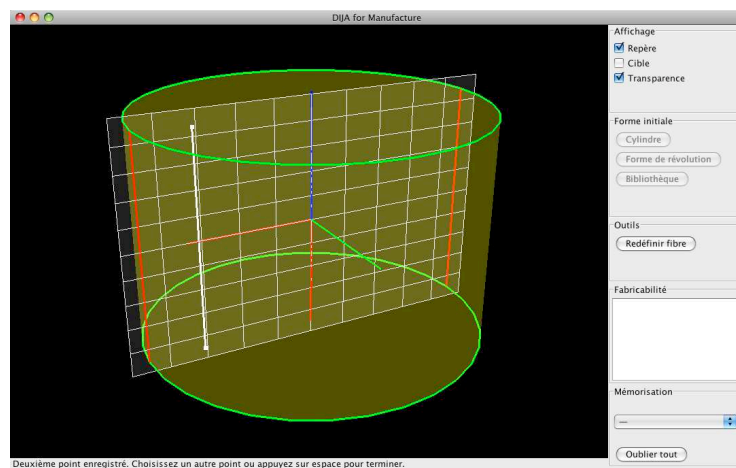 DIJA for Manufacture
Affichage
Repère
Cible
Transparence
Forme initiale
Cylindre
Forme de révolution
Bibliothèque
Outils
Redéfinir fibre
Fabricabilité
Mémorisation
—
Oublier tout
Deuxième point enregistré. Choisissez un autre point ou appuyez sur espace pour terminer.